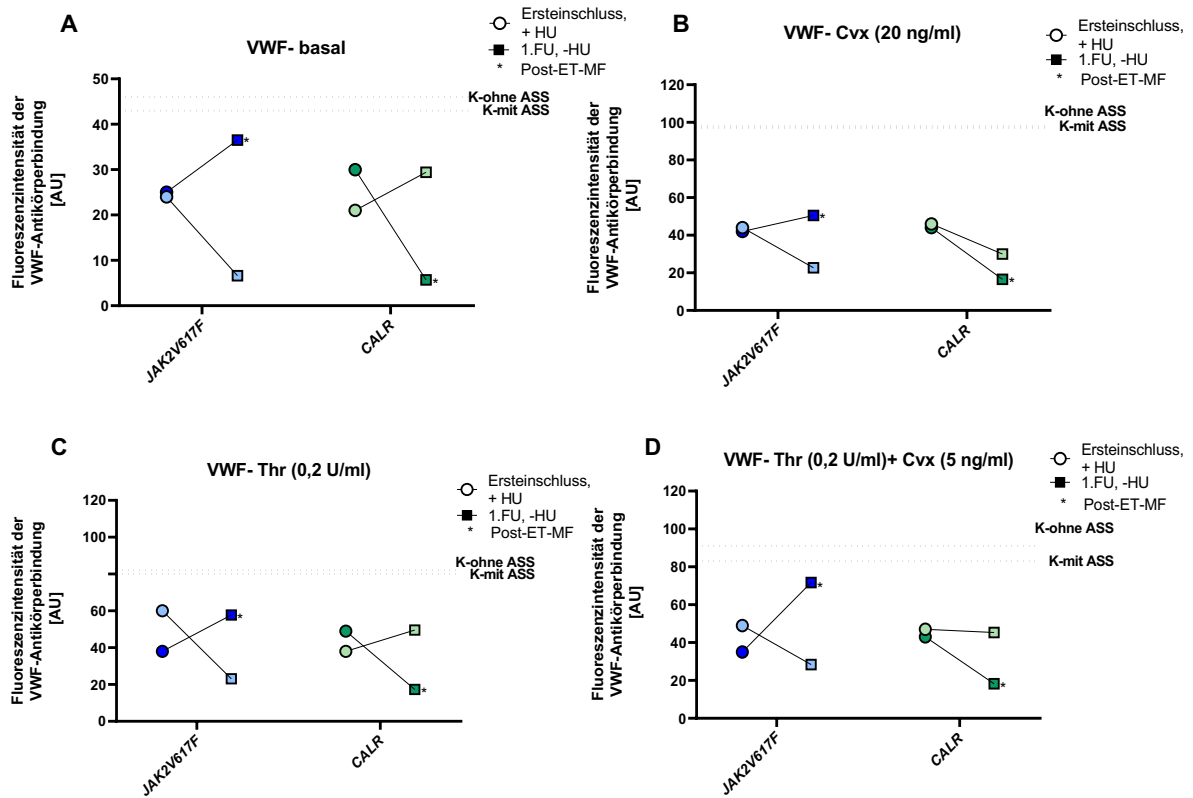 A
VWF- basal
Ersteinschluss,
+ HU
1.FU, -HU
* Post-ET-MF
Fluoreszenzintensität der
VWF-Antikörperbindung
[AU]
50
40
30
20
10
0
K-ohne ASS
K-mit ASS
*
*
JAK2V617F
CALR
B
VWF- Cvx (20 ng/ml)
Ersteinschluss,
+ HU
1.FU, -HU
* Post-ET-MF
Fluoreszenzintensität der
VWF-Antikörperbindung
[AU]
120
100
80
60
40
20
0
K-ohne ASS
K-mit ASS
*
*
JAK2V617F
CALR
C
VWF- Thr (0,2 U/ml)
Ersteinschluss,
+ HU
1.FU, -HU
* Post-ET-MF
Fluoreszenzintensität der
VWF-Antikörperbindung
[AU]
120
100
80
60
40
20
0
K-ohne ASS
K-mit ASS
*
*
JAK2V617F
CALR
D
VWF- Thr (0,2 U/ml)+ Cvx (5 ng/ml)
Ersteinschluss,
+ HU
1.FU, -HU
* Post-ET-MF
Fluoreszenzintensität der
VWF-Antikörperbindung
[AU]
120
100
80
60
40
20
0
K-ohne ASS
K-mit ASS
*
*
JAK2V617F
CALR